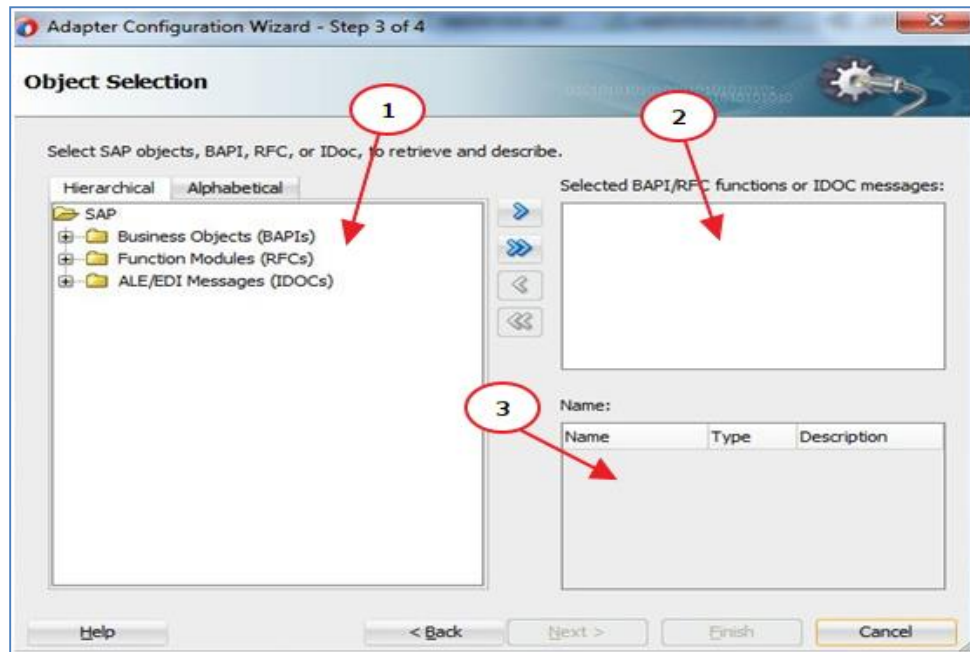 Adapter Configuration Wizard - Step 3 of 4
Object Selection
1
2
Select SAP objects, BAPI, RFC, or IDoc, to retrieve and describe.
Hierarchical Alphabetical
Selected BAPI/RFC functions or IDOC messages:
SAP
Business Objects (BAPIs)
Function Modules (RFCs)
ALE/EDI Messages (IDOCs)
3
Name:
Name Type Description
Help < Back Next > Finish Cancel